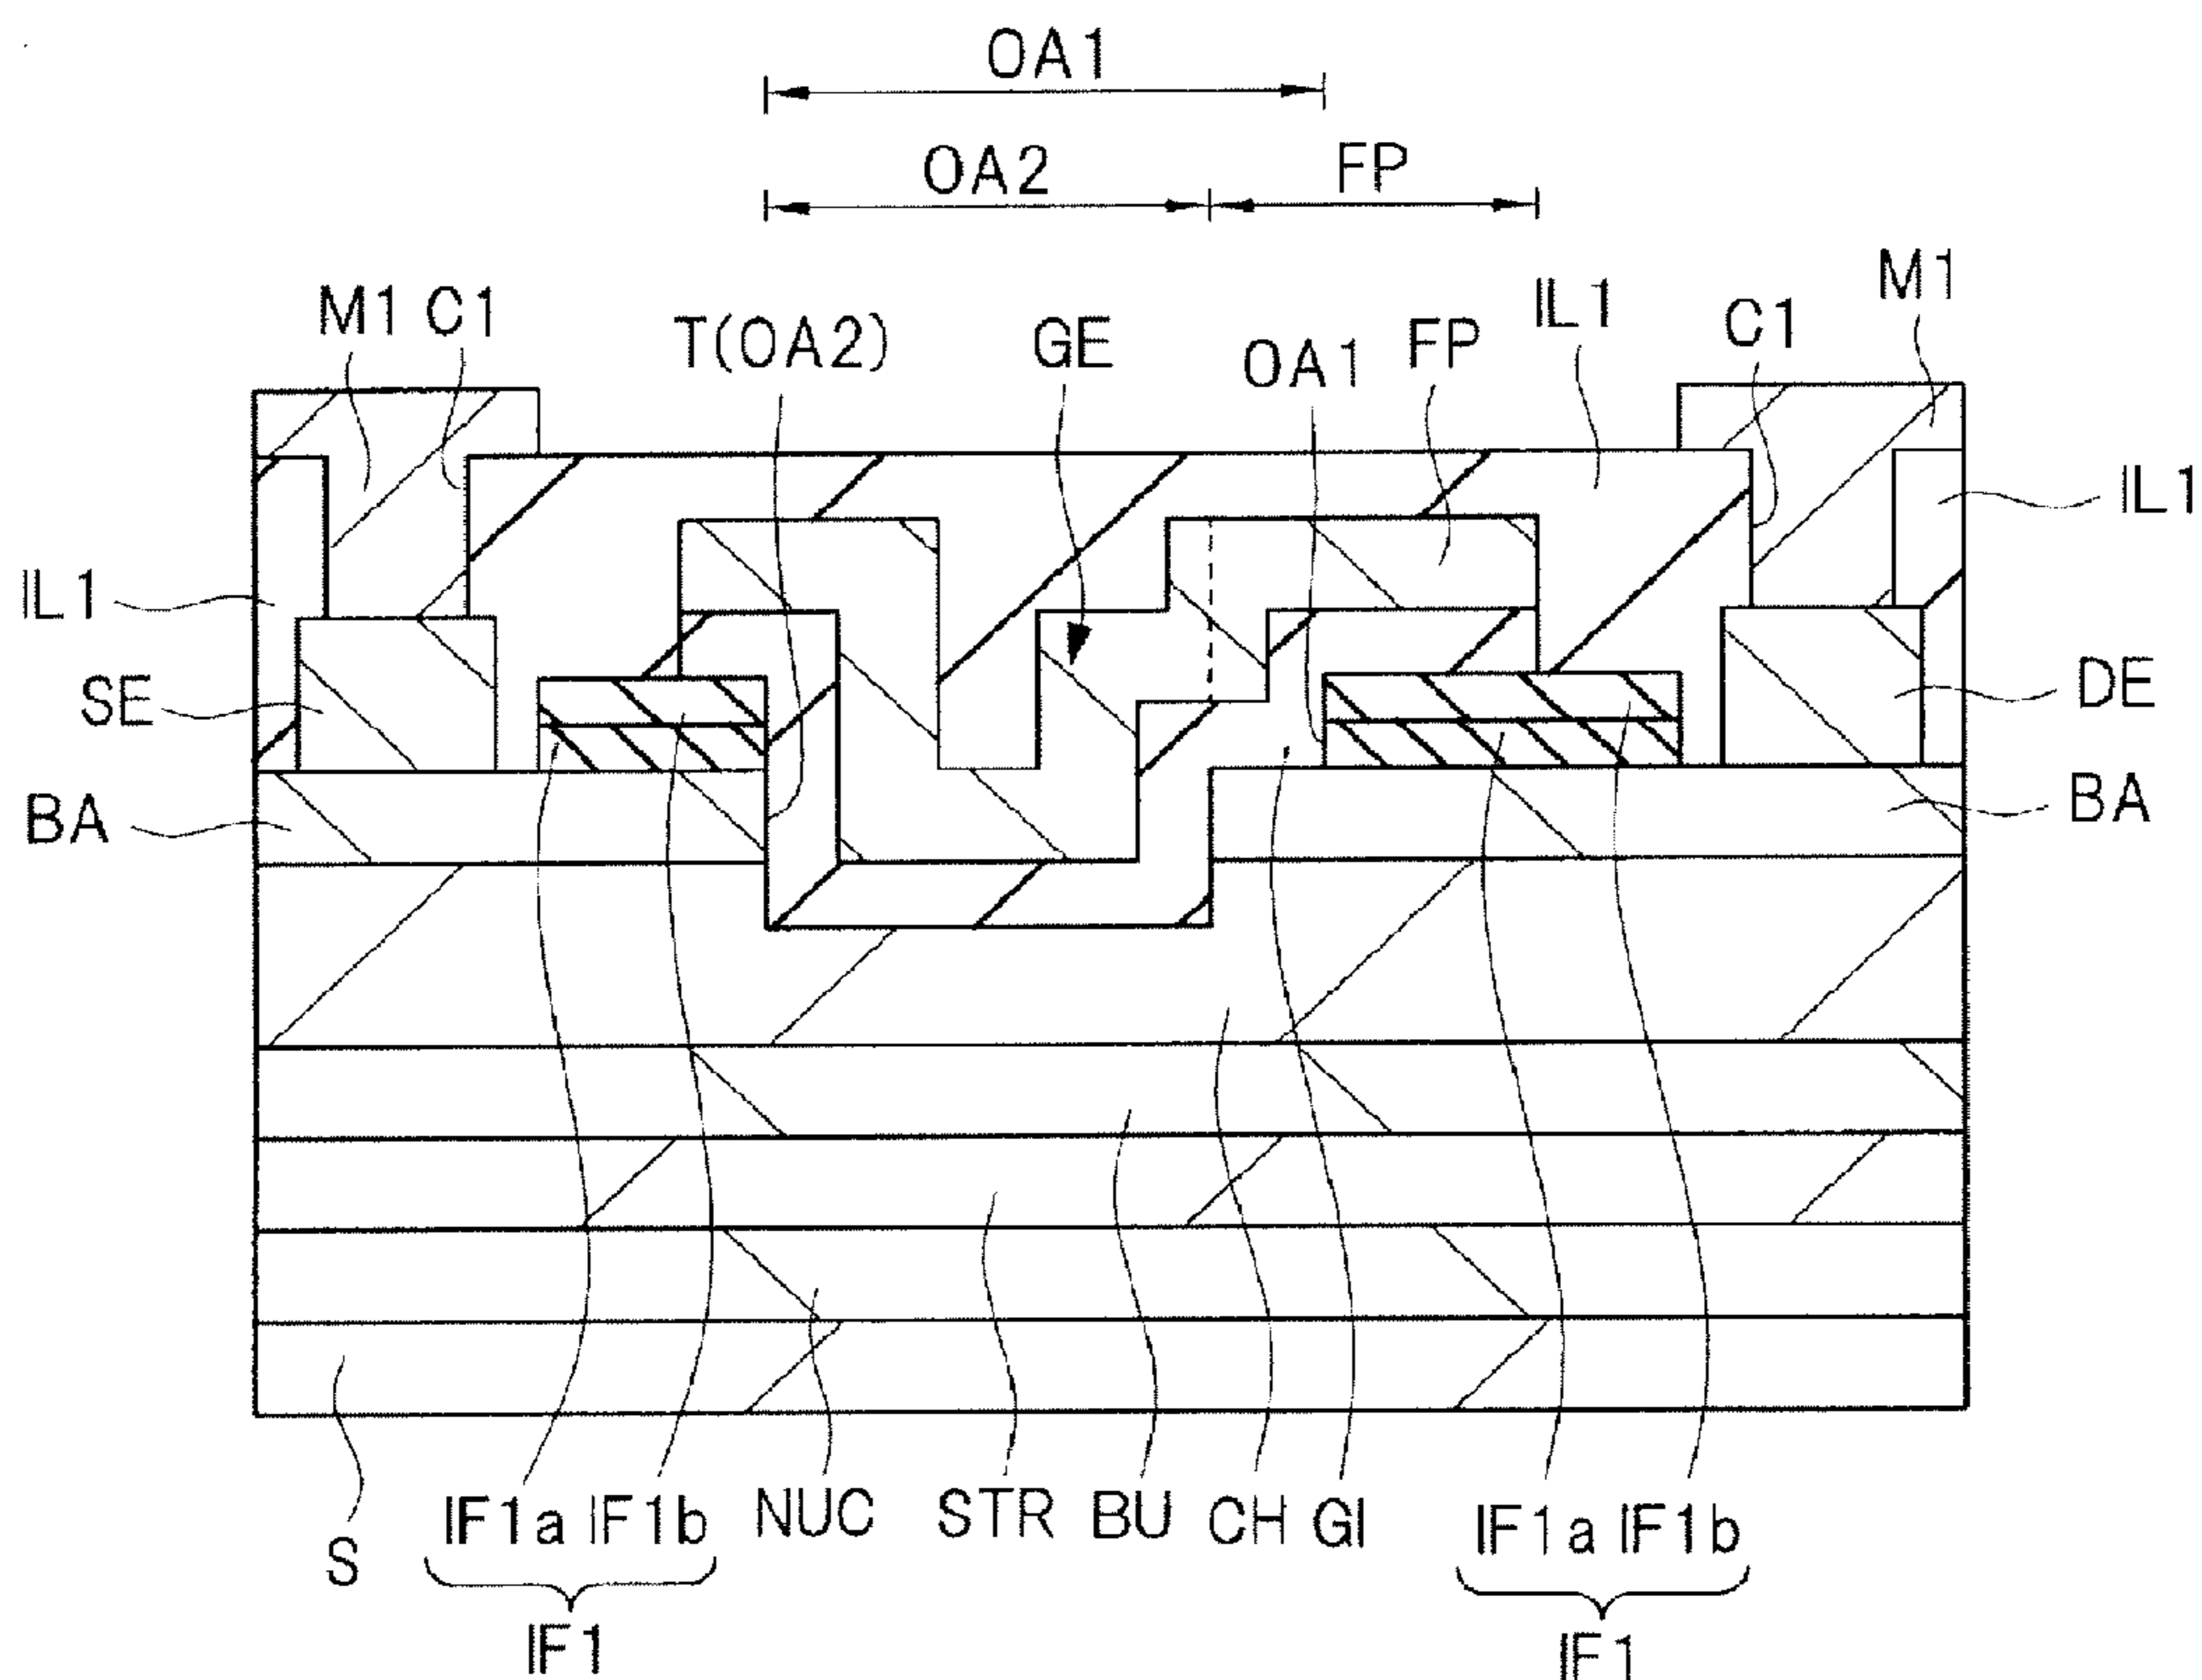 OA1
OA2 FP
M1 C1 T(OA2) GE OA1 FP IL1 C1 M1
IL1 IL1
SE DE
BA BA
S IF1a IF1b NUC STR BU CH GI IF1a IF1b
IF1 IF1